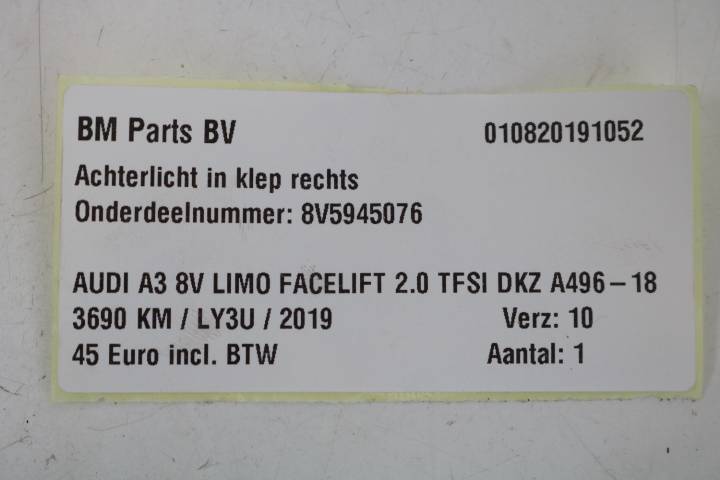 BM Parts BV 010820191052
Achterlicht in klep rechts
Onderdeelnummer: 8V5945076
AUDI A3 8V LIMO FACELIFT 2.0 TFSI DKZ A496-18
3690 KM / LY3U / 2019 Verz: 10
45 Euro incl. BTW Aantal: 1